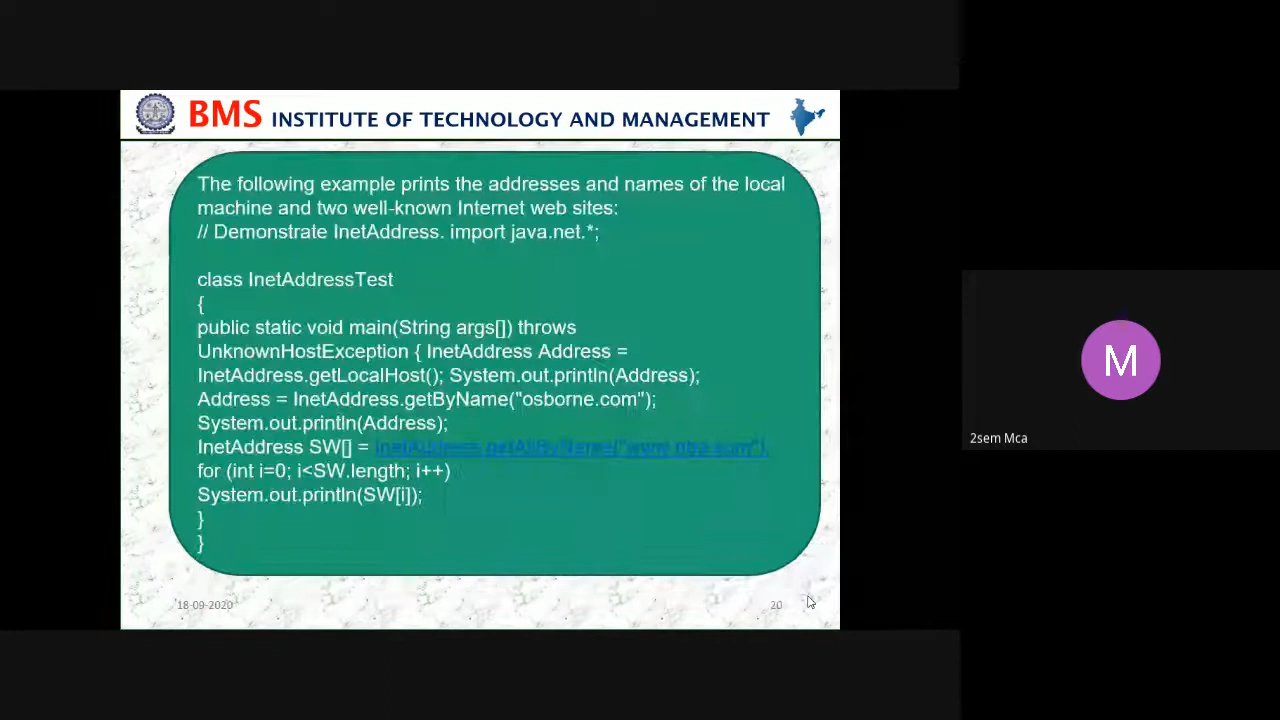 BMS INSTITUTE OF TECHNOLOGY AND MANAGEMENT
The following example prints the addresses and names of the local
machine and two well-known Internet web sites:
// Demonstrate InetAddress. import java.net.*;
class InetAddressTest
{
public static void main(String args[]) throws
UnknownHostException { InetAddress Address =
InetAddress.getLocalHost(); System.out.println(Address);
Address = InetAddress.getByName("osborne.com");
System.out.println(Address);
InetAddress SW[] = InetAddress.getAllByName("www.nba.com");
for (int i=0; i<SW.length; i++)
System.out.println(SW[i]);
}
}
18-09-2020
20
M
2sem Mca